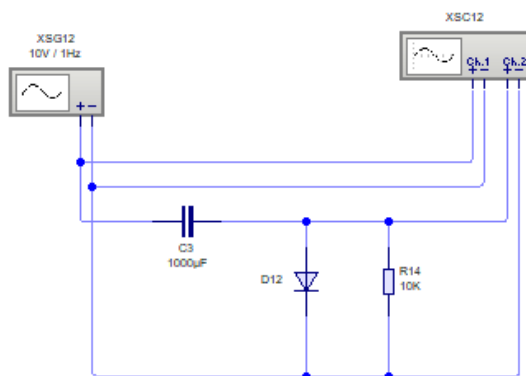 XSC12
XSG12
10V / 1Hz
Ch.1 Ch.2
+ - + -
+ -
C3
1000µF
D12
R14
10K